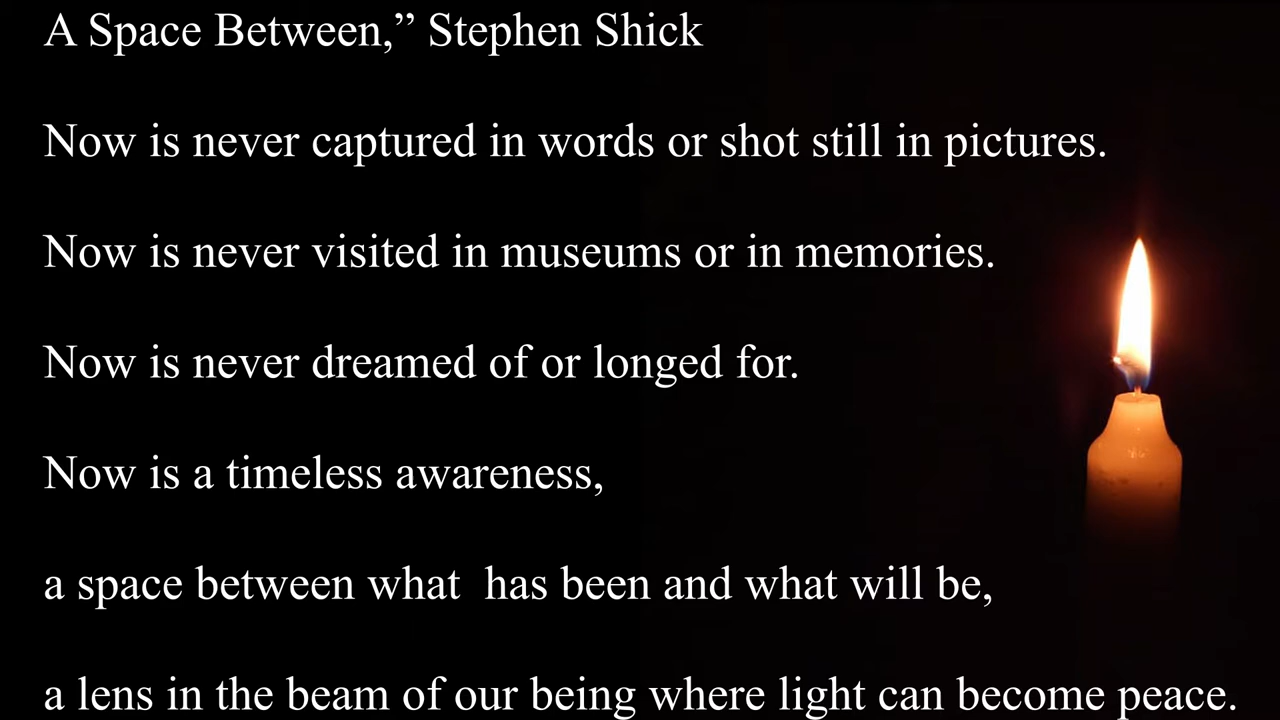 A Space Between,” Stephen Shick
Now is never captured in words or shot still in pictures.
Now is never visited in museums or in memories.
Now is never dreamed of or longed for.
Now is a timeless awareness,
a space between what  has been and what will be,
a lens in the beam of our being where light can become peace.